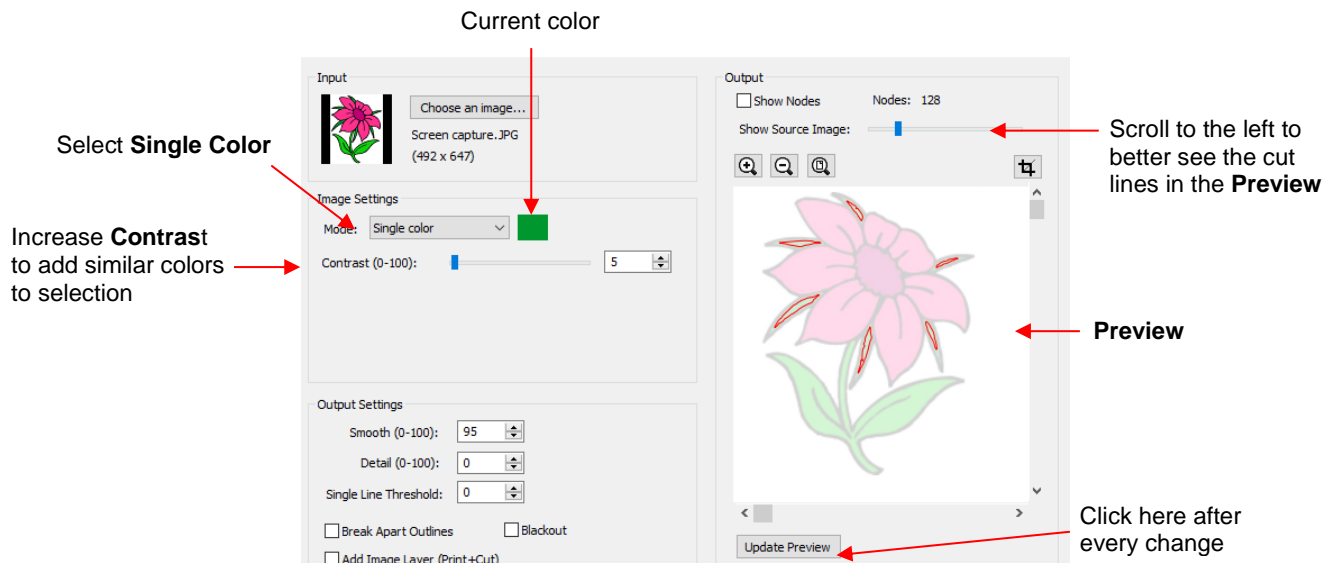 Current color
Input
Choose an image...
Screen capture.JPG
(492 x 647)
Select Single Color
Image Settings
Mode: Single color
Increase Contrast
to add similar colors
to selection
Contrast (0-100): 5
Output Settings
Smooth (0-100): 95
Detail (0-100): 0
Single Line Threshold: 0
Break Apart Outlines Blackout
Add Image Layer (Print+Cut)
Output
Show Nodes Nodes: 128
Show Source Image:
Scroll to the left to
better see the cut
lines in the Preview
Preview
Update Preview
Click here after
every change